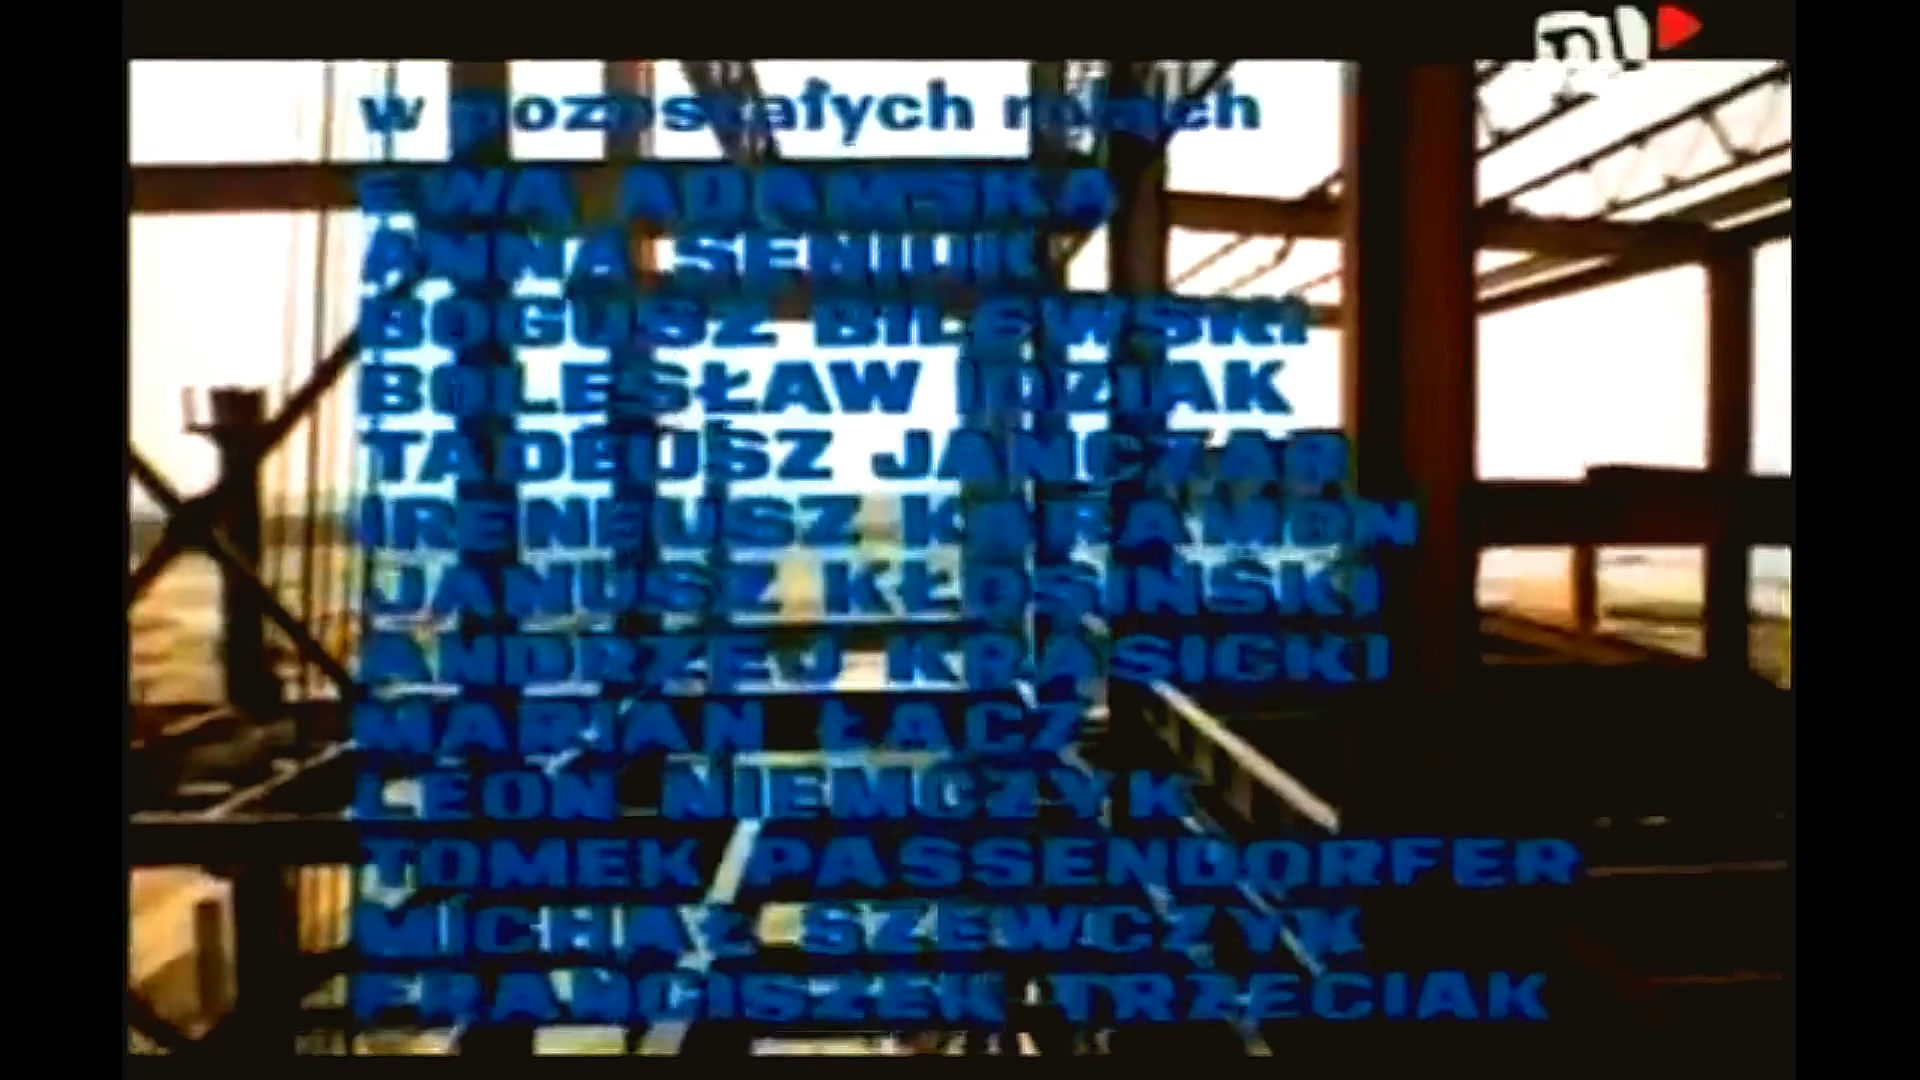 w pozostałych rolach
EWA ADAMSKA
ANNA SENIUK
BOGUSZ BILEWSKI
BOLESŁAW IDZIAK
TADEUSZ JANCZAR
IRENEUSZ KARAMON
JANUSZ KŁOSIŃSKI
ANDRZEJ KRASICKI
MARIAN ŁĄCZ
LEON NIEMCZYK
TOMEK PASSENDORFER
MICHAŁ SZEWCZYK
FRANCISZEK TRZECIAK